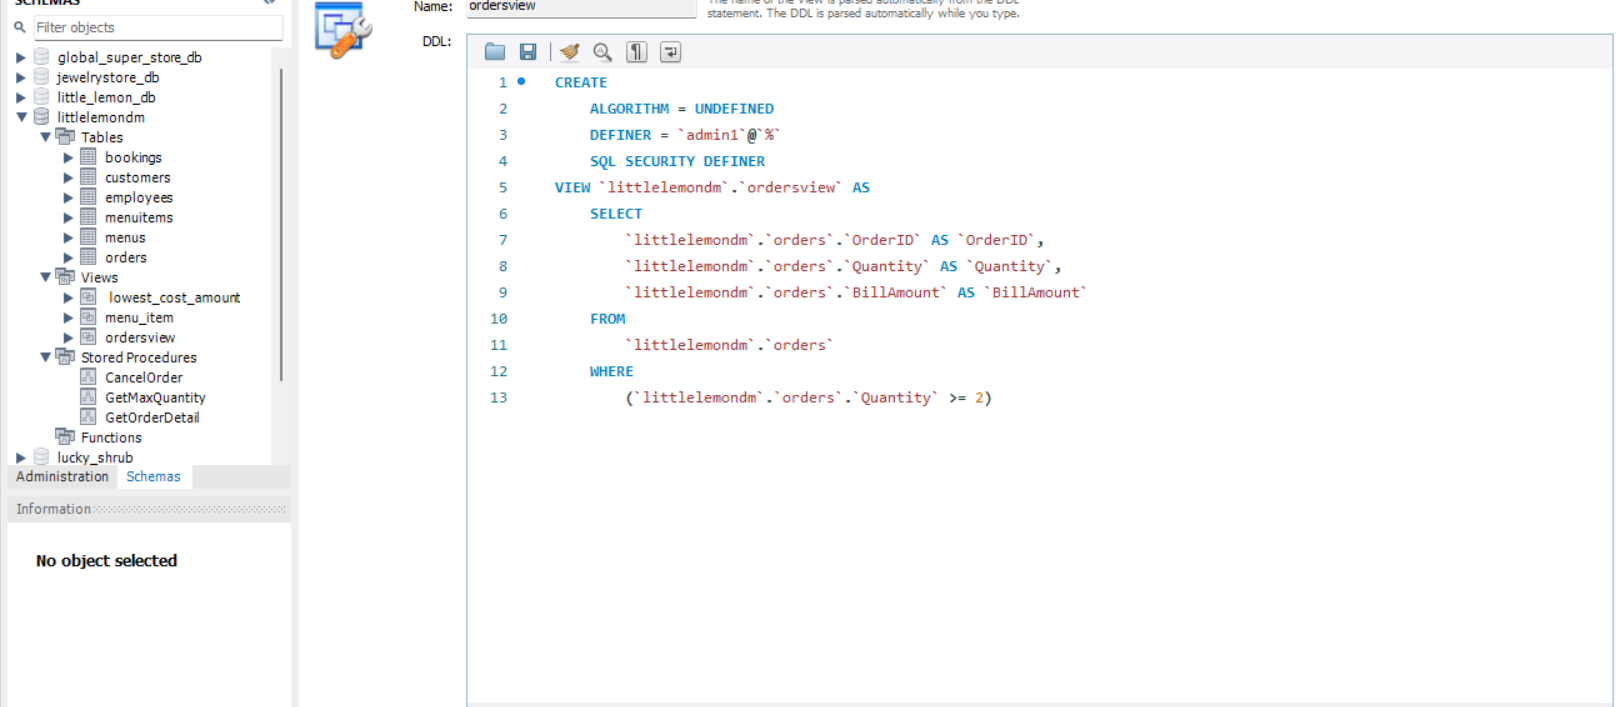 SCHEMAS
Filter objects
global_super_store_db
jewelrystore_db
little_lemon_db
littlelemondm
Tables
bookings
customers
employees
menuitems
menus
orders
Views
lowest_cost_amount
menu_item
ordersview
Stored Procedures
CancelOrder
GetMaxQuantity
GetOrderDetail
Functions
lucky_shrub
Administration Schemas
Information
No object selected
Name: ordersview
The name of the View is parsed automatically from the DDL
statement. The DDL is parsed automatically while you type.
DDL:
1 CREATE
2 ALGORITHM = UNDEFINED
3 DEFINER = `admin1`@`%`
4 SQL SECURITY DEFINER
5 VIEW `littlelemondm`.`ordersview` AS
6 SELECT
7 `littlelemondm`.`orders`.`OrderID` AS `OrderID`,
8 `littlelemondm`.`orders`.`Quantity` AS `Quantity`,
9 `littlelemondm`.`orders`.`BillAmount` AS `BillAmount`
10 FROM
11 `littlelemondm`.`orders`
12 WHERE
13 (`littlelemondm`.`orders`.`Quantity` >= 2)